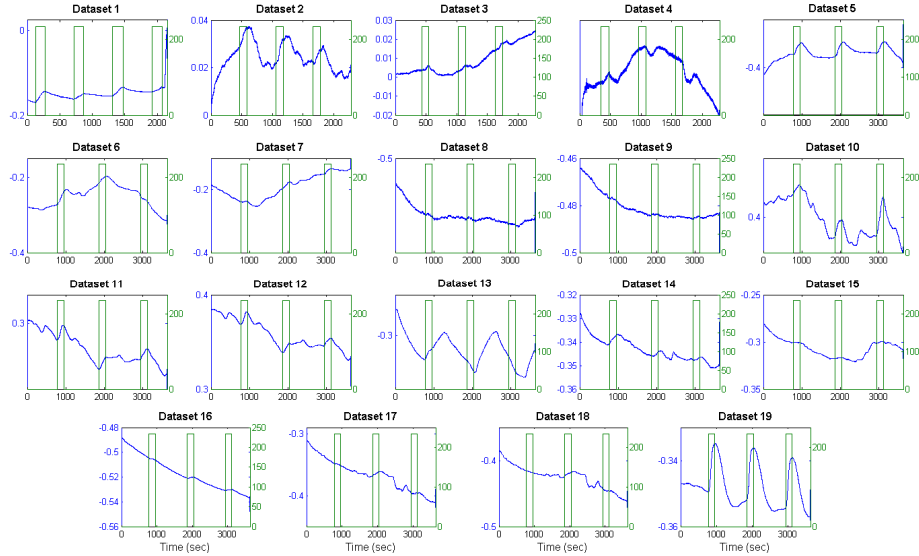 Dataset 1 Dataset 2 Dataset 3 Dataset 4 Dataset 5
0 -0.2 0 500 1000 1500 2000 200 100 0
0.04 0.02 0 0 500 1000 1500 2000 200 100 0
0.03 0.02 0.01 0 0.01 0.02 0 500 1000 1500 2000 250 200 150 100 50 0
0 500 1000 1500 2000 200 100 0
-0.4 0 1000 2000 3000 200 100 0
Dataset 6 Dataset 7 Dataset 8 Dataset 9 Dataset 10
-0.2 -0.4 0 1000 2000 3000 200 100 0
-0.2 -0.4 0 1000 2000 3000 200 100 0
-0.5 0 1000 2000 3000 200 100 0
-0.46 -0.48 -0.5 0 1000 2000 3000 250 200 150 100 50 0
0.4 0 1000 2000 3000 200 100 0
Dataset 11 Dataset 12 Dataset 13 Dataset 14 Dataset 15
0.3 0 1000 2000 3000 200 100 0
0.4 0.3 0 1000 2000 3000 200 100 0
-0.3 0 1000 2000 3000 200 100 0
-0.32 -0.33 -0.34 -0.35 -0.36 0 1000 2000 3000 250 200 150 100 50 0
-0.25 -0.3 -0.35 0 1000 2000 3000 200 100 0
Dataset 16 Dataset 17 Dataset 18 Dataset 19
-0.48 -0.5 -0.52 -0.54 -0.56 0 1000 2000 3000 250 200 150 100 50 0
Time (sec)
-0.3 -0.4 0 1000 2000 3000 200 100 0
Time (sec)
-0.4 -0.5 0 1000 2000 3000 200 100 0
Time (sec)
-0.34 -0.36 0 1000 2000 3000 200 100 0
Time (sec)